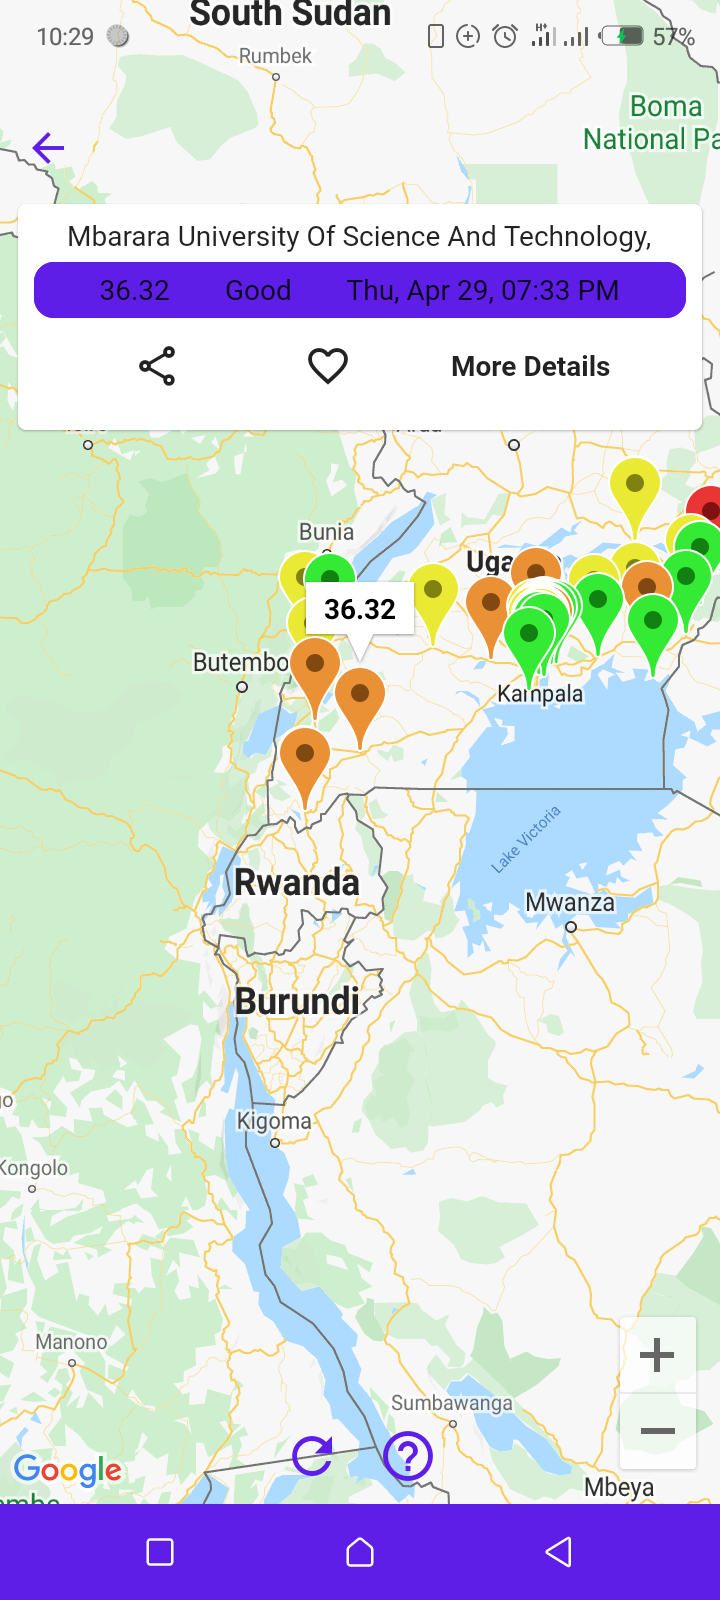 South Sudan
10:29
H+
57%
Rumbek
Boma
National Pa
Mbarara University Of Science And Technology,
36.32 Good Thu, Apr 29, 07:33 PM
More Details
Bunia
Uga
36.32
Butembo
Kampala
Lake Victoria
Rwanda
Mwanza
Burundi
Kigoma
go
Kongolo
Manono
Sumbawanga
Google
Mbeya